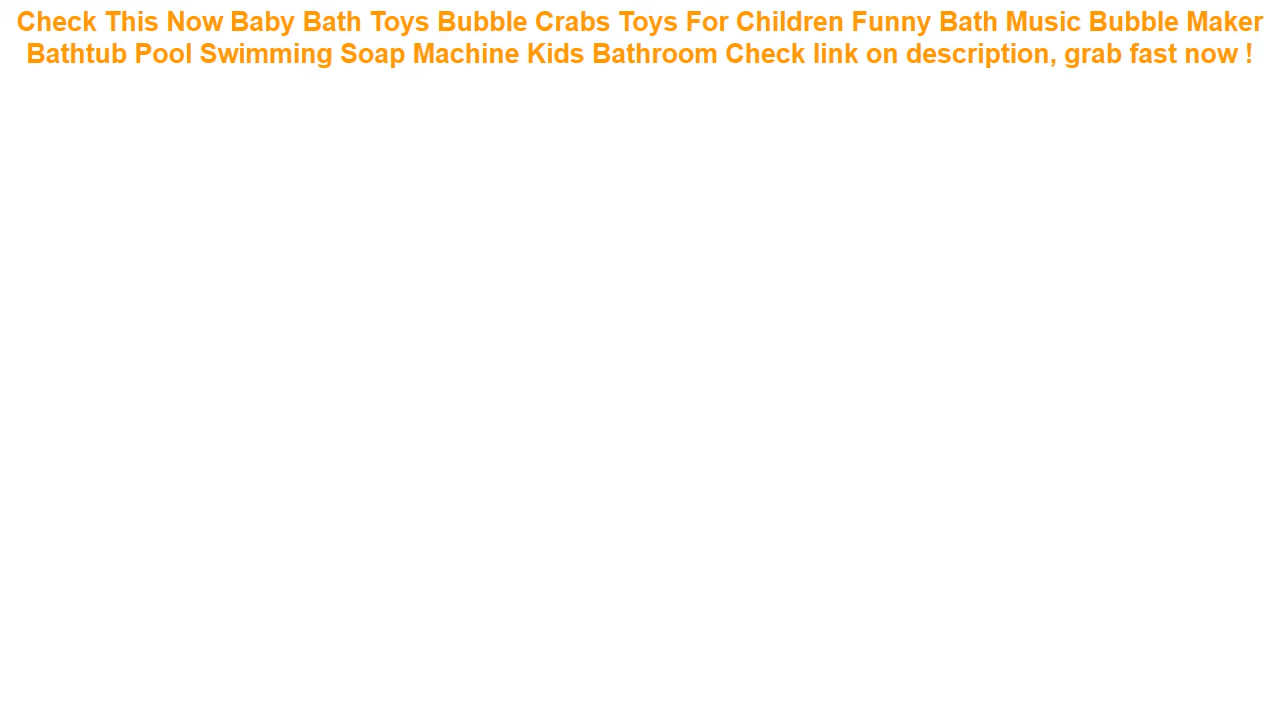 Check This Now Baby Bath Toys Bubble Crabs Toys For Children Funny Bath Music Bubble Maker
Bathtub Pool Swimming Soap Machine Kids Bathroom Check link on description, grab fast now !